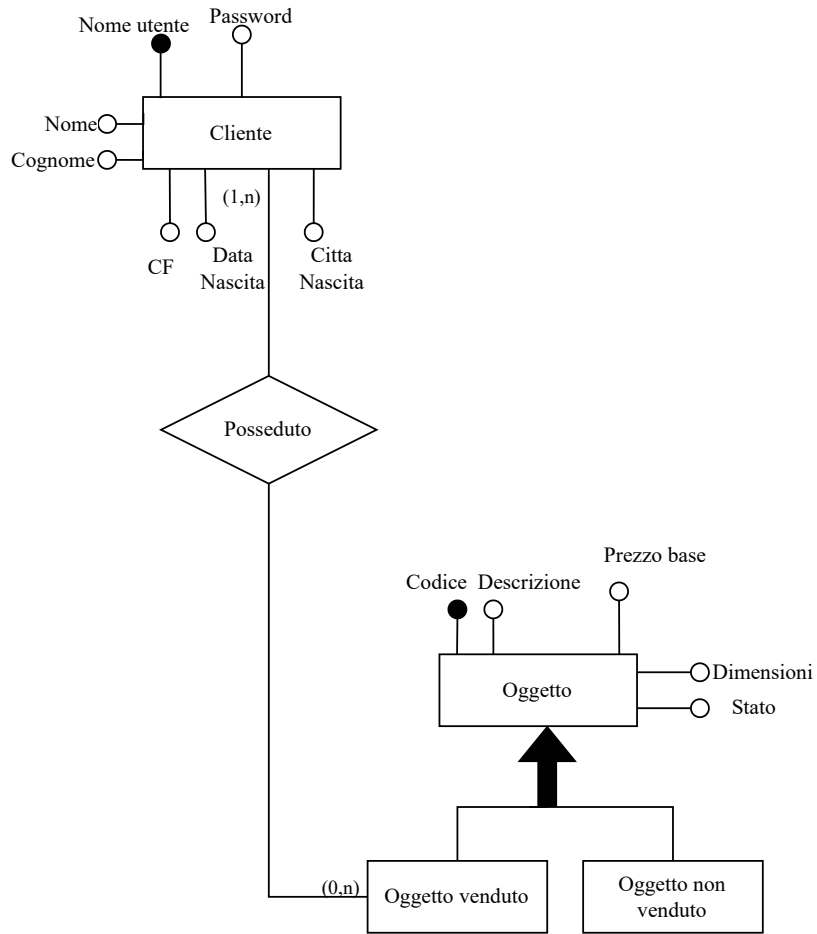 Nome utente
Password
Nome
Cliente
Cognome
(1,n)
CF
Data
Nascita
Citta
Nascita
Posseduto
Prezzo base
Codice
Descrizione
Oggetto
Dimensioni
Stato
(0,n)
Oggetto venduto
Oggetto non
venduto